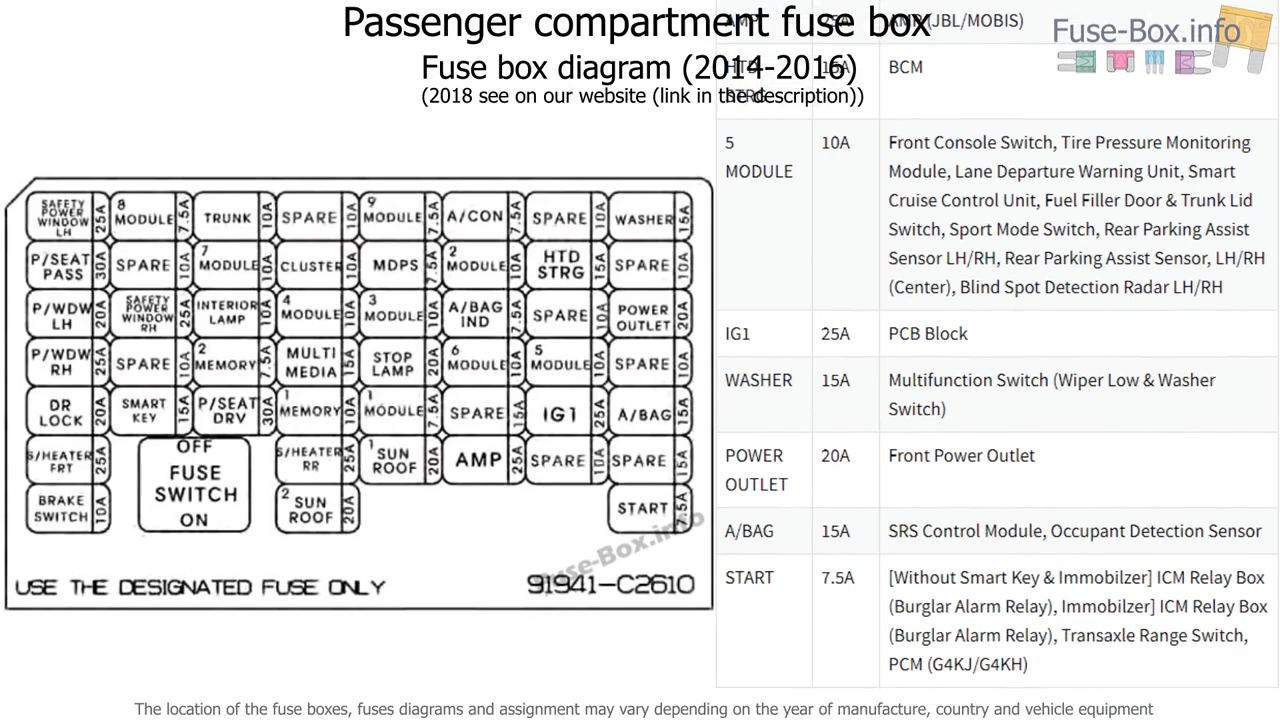 Passenger compartment fuse box
Fuse box diagram (2014-2016)
(2018 see on our website (link in the description))
Fuse-Box.info
AMP 25A AMP (JBL/MOBIS)
HTD STRG 15A BCM
5 MODULE 10A Front Console Switch, Tire Pressure Monitoring
Module, Lane Departure Warning Unit, Smart
Cruise Control Unit, Fuel Filler Door & Trunk Lid
Switch, Sport Mode Switch, Rear Parking Assist
Sensor LH/RH, Rear Parking Assist Sensor, LH/RH
(Center), Blind Spot Detection Radar LH/RH
IG1 25A PCB Block
WASHER 15A Multifunction Switch (Wiper Low & Washer
Switch)
POWER OUTLET 20A Front Power Outlet
A/BAG 15A SRS Control Module, Occupant Detection Sensor
START 7.5A [Without Smart Key & Immobilzer] ICM Relay Box
(Burglar Alarm Relay), Immobilzer] ICM Relay Box
(Burglar Alarm Relay), Transaxle Range Switch,
PCM (G4KJ/G4KH)
SAFETY POWER WINDOW LH 25A 8 MODULE 7.5A TRUNK 10A SPARE 10A 9 MODULE 7.5A A/CON 7.5A SPARE 10A WASHER 15A
P/SEAT PASS 30A SPARE 10A 7 MODULE 10A CLUSTER 10A MDPS 7.5A 2 MODULE 10A HTD STRG 15A SPARE 10A
P/WDW LH 20A SAFETY POWER WINDOW RH 25A INTERIOR LAMP 10A 4 MODULE 10A 3 MODULE 10A A/BAG IND 7.5A SPARE 10A POWER OUTLET 20A
P/WDW RH 25A SPARE 10A 2 MEMORY 7.5A MULTI MEDIA 15A STOP LAMP 20A 6 MODULE 10A 5 MODULE 10A SPARE 10A
DR LOCK 20A SMART KEY 15A P/SEAT DRV 30A 1 MEMORY 10A 1 MODULE 7.5A SPARE 15A IG1 25A A/BAG 15A
S/HEATER FRT 25A OFF FUSE SWITCH ON S/HEATER RR 25A 1 SUN ROOF 20A AMP 25A SPARE 10A SPARE 15A
BRAKE SWITCH 10A 2 SUN ROOF 20A START 7.5A
Fuse-Box.info
USE THE DESIGNATED FUSE ONLY 91941-C2610
The location of the fuse boxes, fuses diagrams and assignment may vary depending on the year of manufacture, country and vehicle equipment